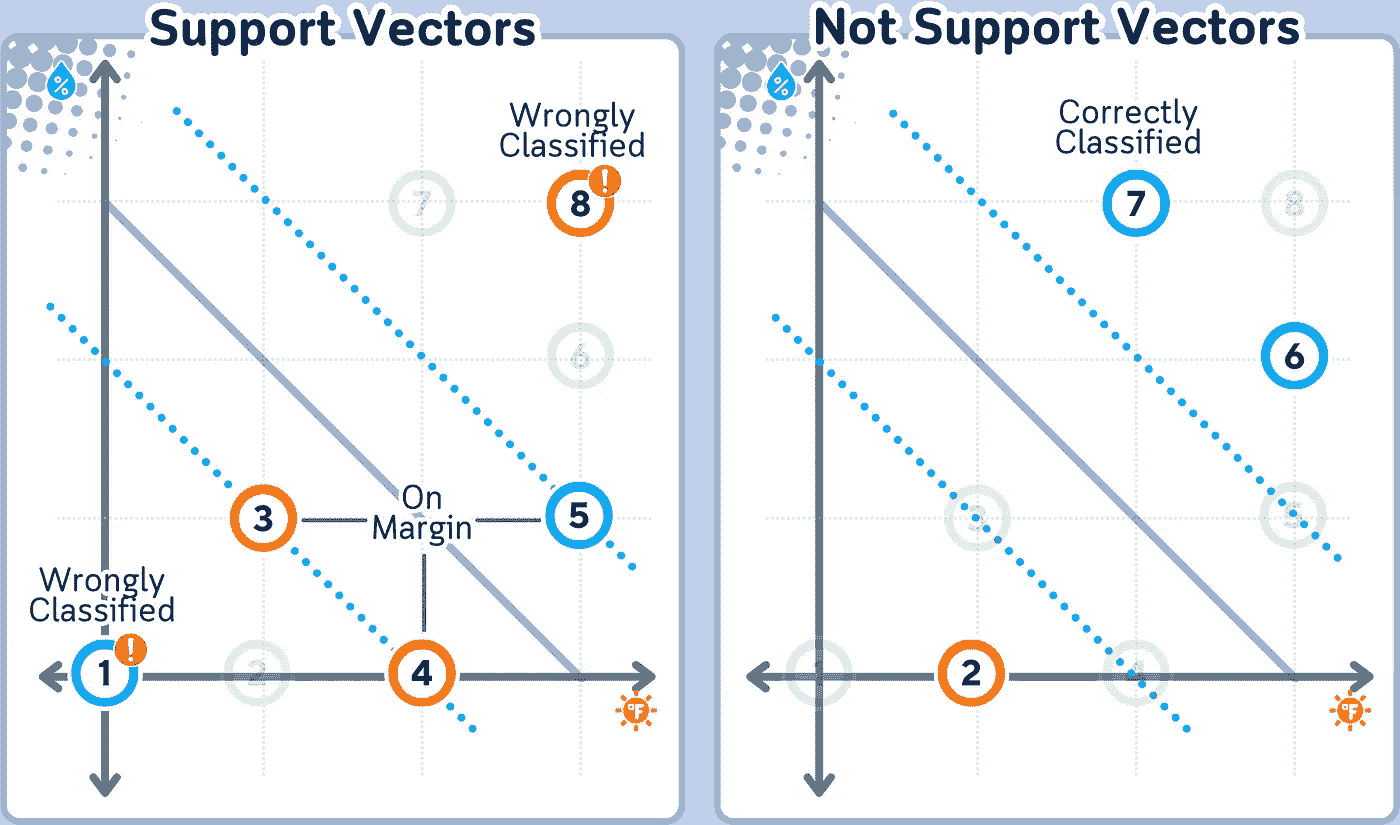 Support Vectors
%
Wrongly
Classified
7
8
!
6
On
Margin
3
5
Wrongly
Classified
1
!
2
4
°F
Not Support Vectors
%
Correctly
Classified
7
8
6
3
5
1
2
4
°F